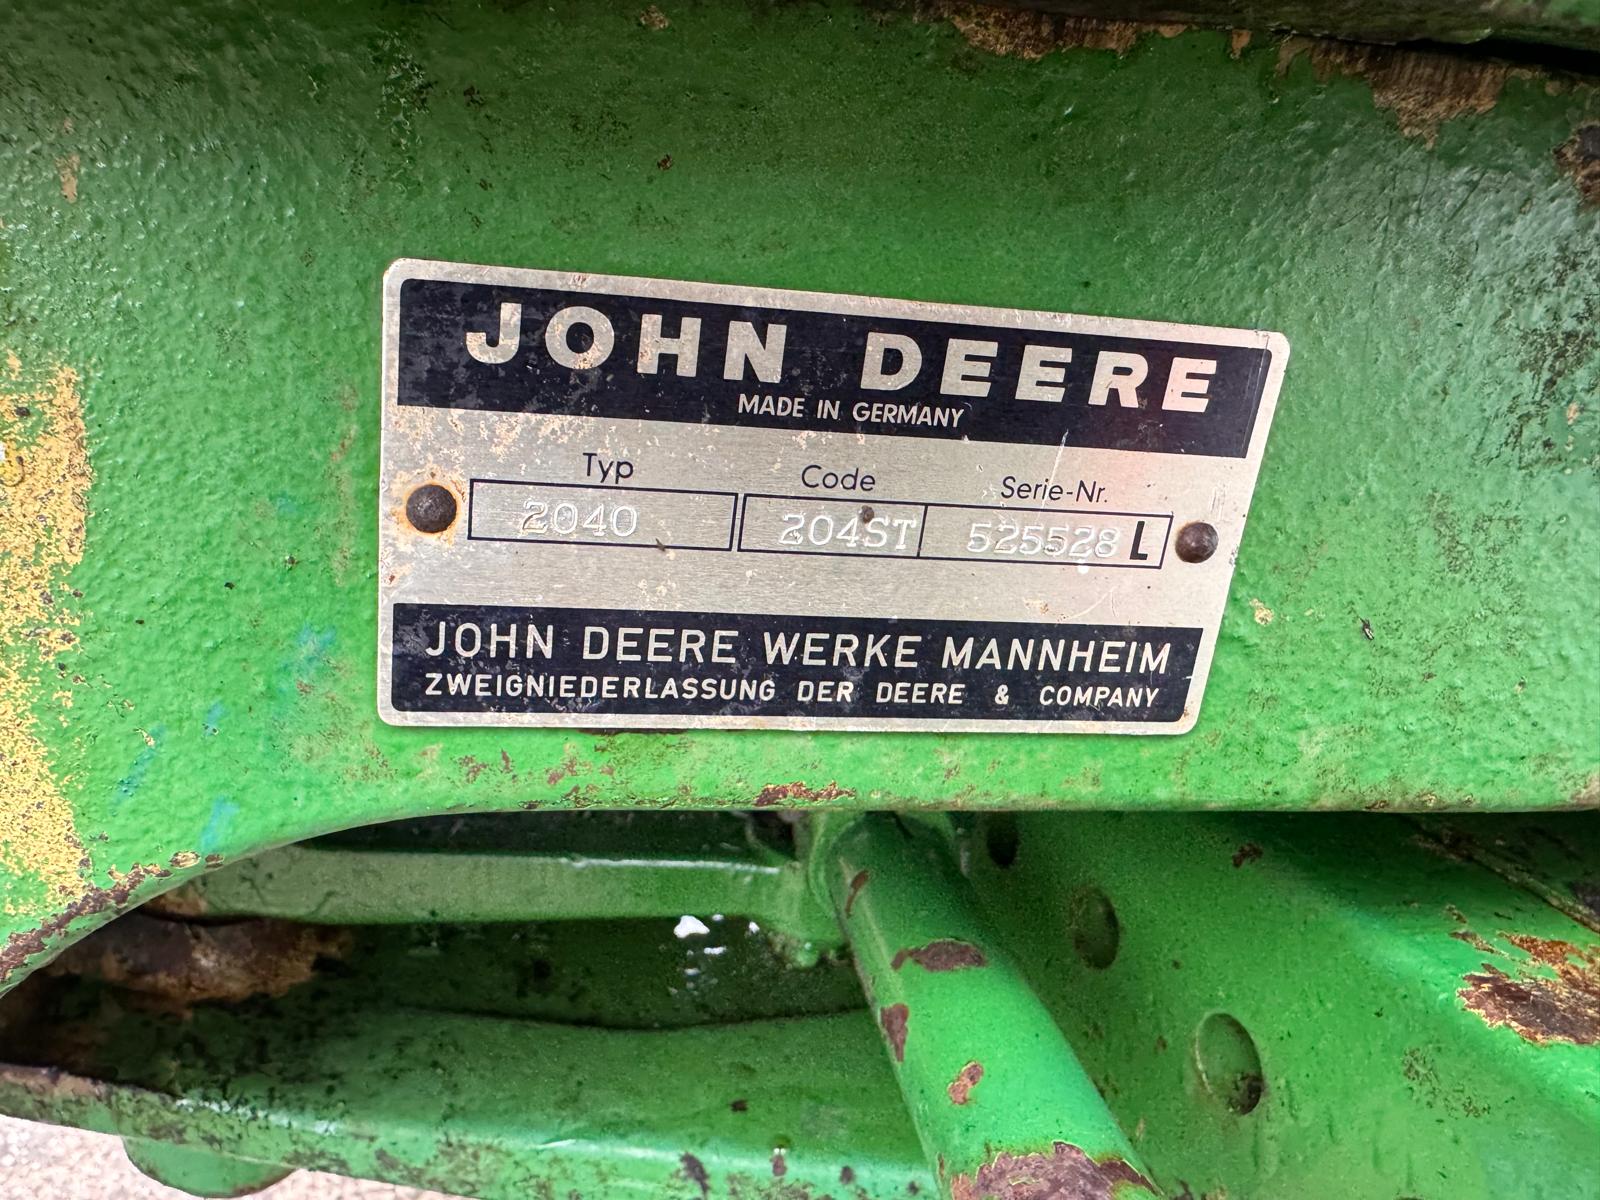 JOHN DEERE
MADE IN GERMANY
Typ Code Serie-Nr.
2040 204ST 525528 L
JOHN DEERE WERKE MANNHEIM
ZWEIGNIEDERLASSUNG DER DEERE & COMPANY